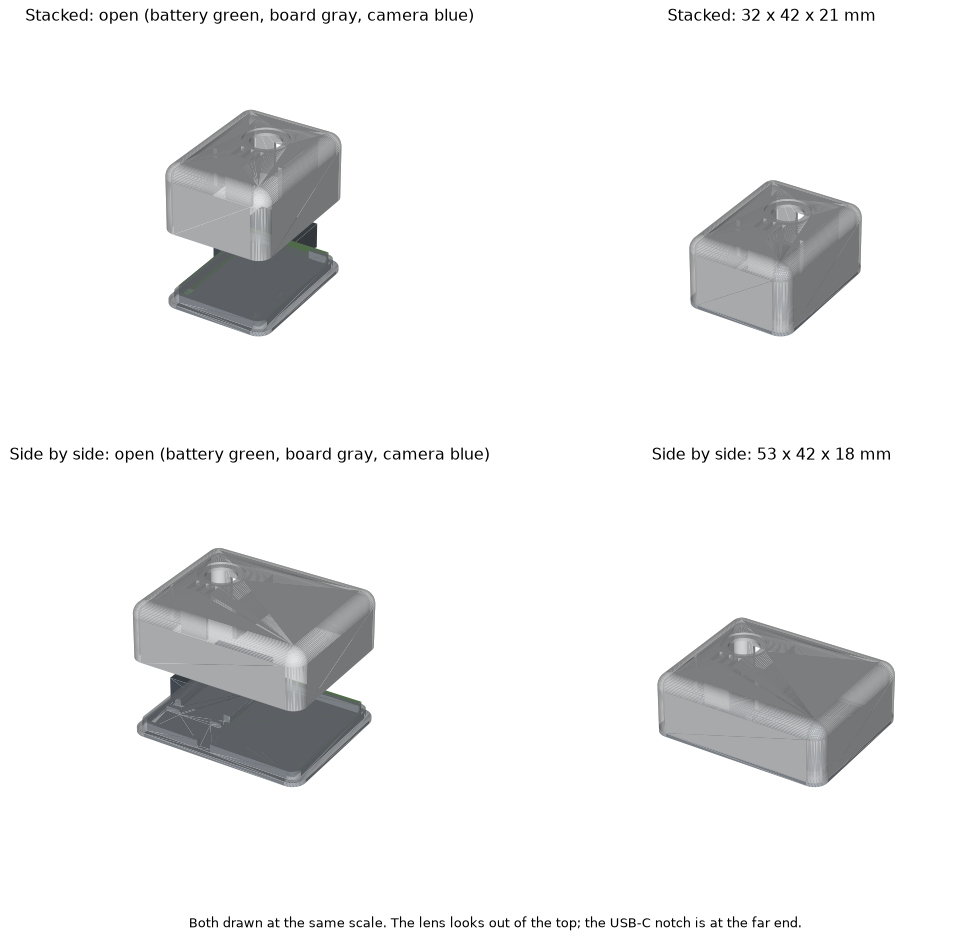 Stacked: open (battery green, board gray, camera blue)
Stacked: 32 x 42 x 21 mm
Side by side: open (battery green, board gray, camera blue)
Side by side: 53 x 42 x 18 mm
Both drawn at the same scale. The lens looks out of the top; the USB-C notch is at the far end.